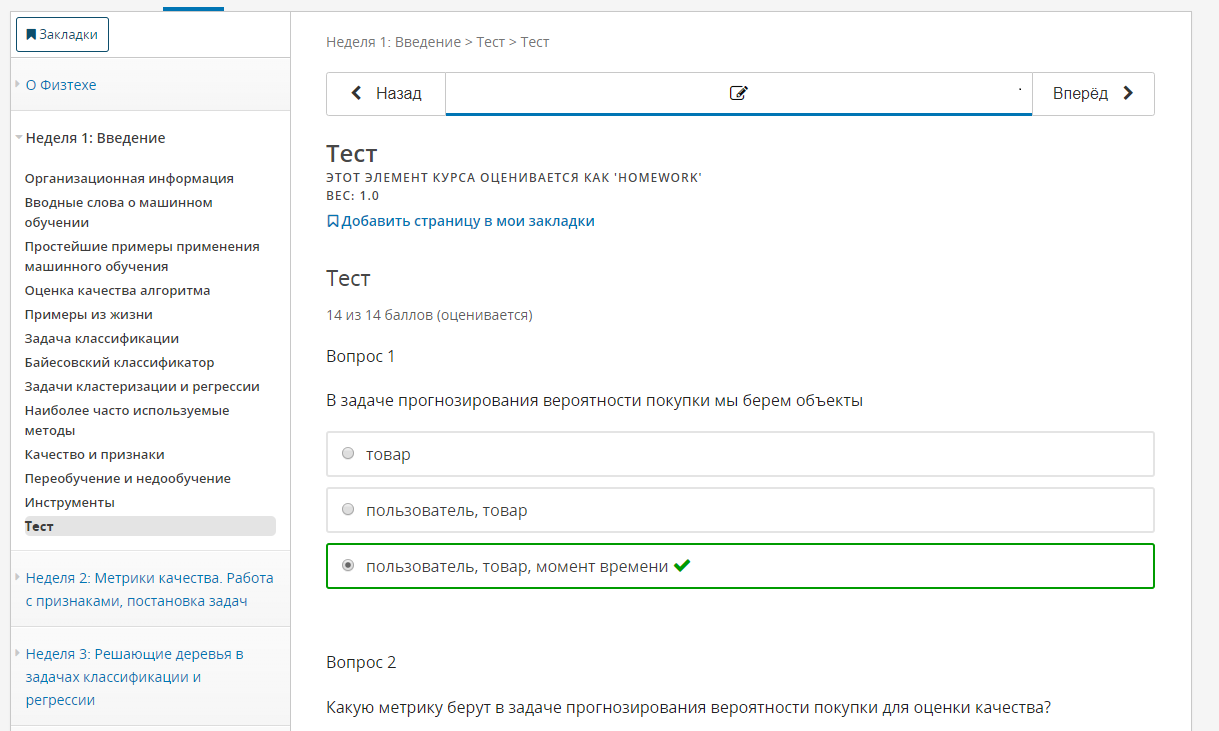 Закладки
О Физтехе
Неделя 1: Введение
Организационная информация
Вводные слова о машинном
обучении
Простейшие примеры применения
машинного обучения
Оценка качества алгоритма
Примеры из жизни
Задача классификации
Байесовский классификатор
Задачи кластеризации и регрессии
Наиболее часто используемые
методы
Качество и признаки
Переобучение и недообучение
Инструменты
Тест
Неделя 2: Метрики качества. Работа
с признаками, постановка задач
Неделя 3: Решающие деревья в
задачах классификации и
регрессии
Неделя 1: Введение > Тест > Тест
Назад
Вперёд
Тест
ЭТОТ ЭЛЕМЕНТ КУРСА ОЦЕНИВАЕТСЯ КАК 'HOMEWORK'
ВЕС: 1.0
Добавить страницу в мои закладки
Тест
14 из 14 баллов (оценивается)
Вопрос 1
В задаче прогнозирования вероятности покупки мы берем объекты
товар
пользователь, товар
пользователь, товар, момент времени
Вопрос 2
Какую метрику берут в задаче прогнозирования вероятности покупки для оценки качества?